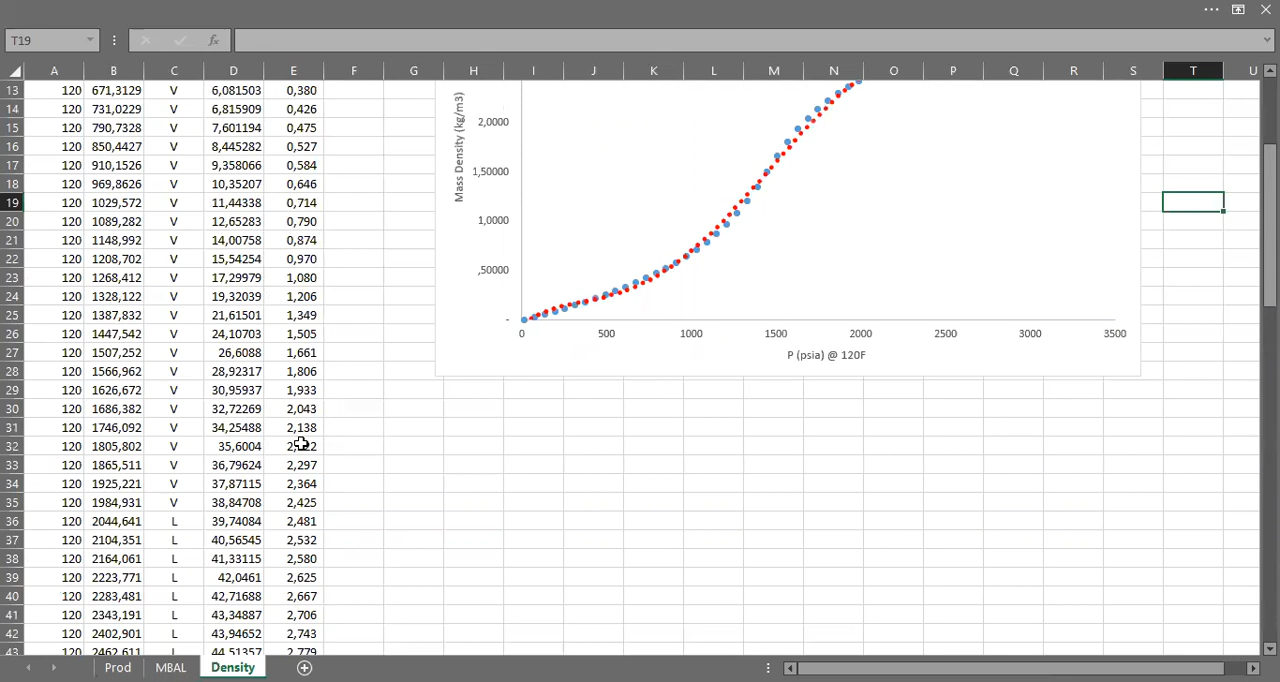 T19
fx
A B C D E F G H I J K L M N O P Q R S T U
13 120 671,3129 V 6,081503 0,380
14 120 731,0229 V 6,815909 0,426
15 120 790,7328 V 7,601194 0,475
16 120 850,4427 V 8,445282 0,527
17 120 910,1526 V 9,358066 0,584
18 120 969,8626 V 10,35207 0,646
19 120 1029,572 V 11,44338 0,714
20 120 1089,282 V 12,65283 0,790
21 120 1148,992 V 14,00758 0,874
22 120 1208,702 V 15,54254 0,970
23 120 1268,412 V 17,29979 1,080
24 120 1328,122 V 19,32039 1,206
25 120 1387,832 V 21,61501 1,349
26 120 1447,542 V 24,10703 1,505
27 120 1507,252 V 26,6088 1,661
28 120 1566,962 V 28,92317 1,806
29 120 1626,672 V 30,95937 1,933
30 120 1686,382 V 32,72269 2,043
31 120 1746,092 V 34,25488 2,138
32 120 1805,802 V 35,6004
33 120 1865,511 V 36,79624 2,297
34 120 1925,221 V 37,87115 2,364
35 120 1984,931 V 38,84708 2,425
36 120 2044,641 L 39,74084 2,481
37 120 2104,351 L 40,56545 2,532
38 120 2164,061 L 41,33115 2,580
39 120 2223,771 L 42,0461 2,625
40 120 2283,481 L 42,71688 2,667
41 120 2343,191 L 43,34887 2,706
42 120 2402,901 L 43,94652 2,743
43 120 2462,611 L 44,51357 2,779
Mass Density (kg/m3)
2,0000
1,50000
1,0000
,50000
-
0 500 1000 1500 2000 2500 3000 3500
P (psia) @ 120F
Prod MBAL Density